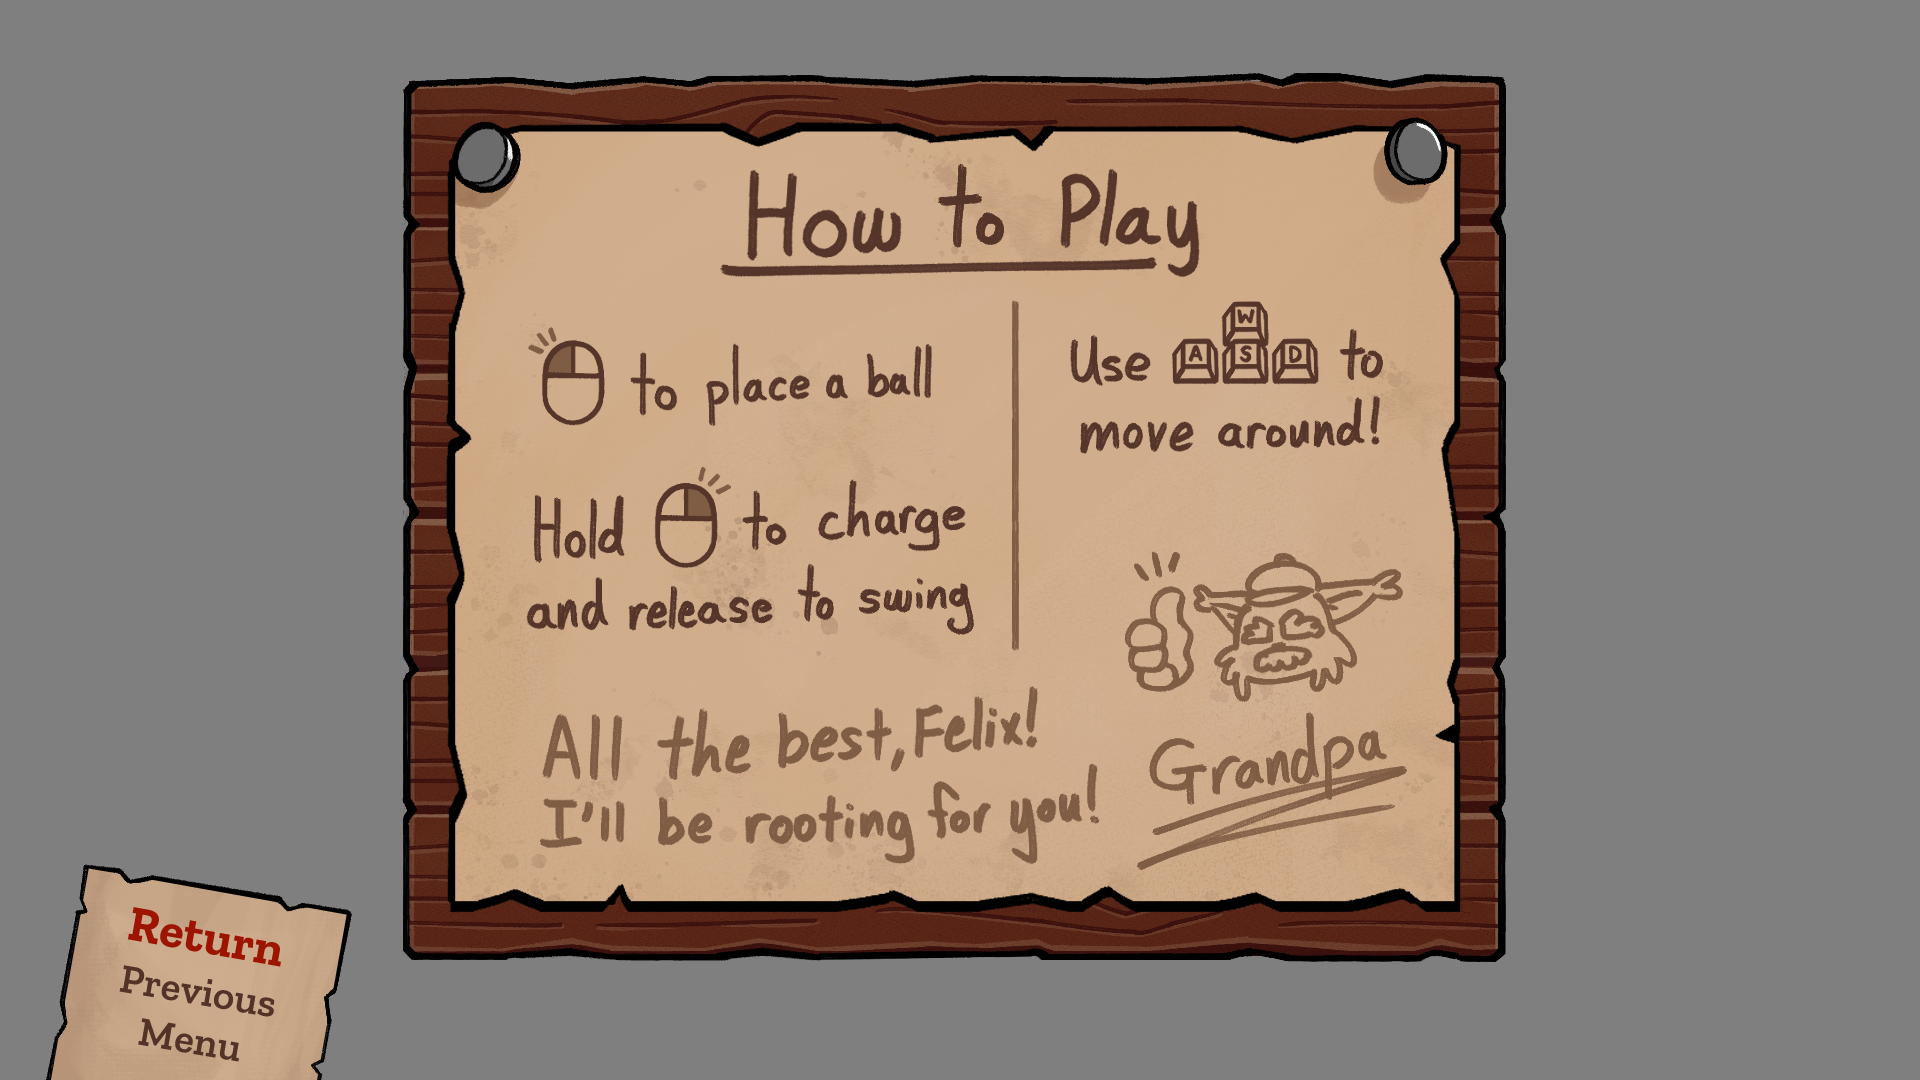 How to Play
to place a ball
Hold to charge
and release to swing
Use W A S D to
move around!
All the best, Felix!
I'll be rooting for you!
Grandpa
Return
Previous
Menu